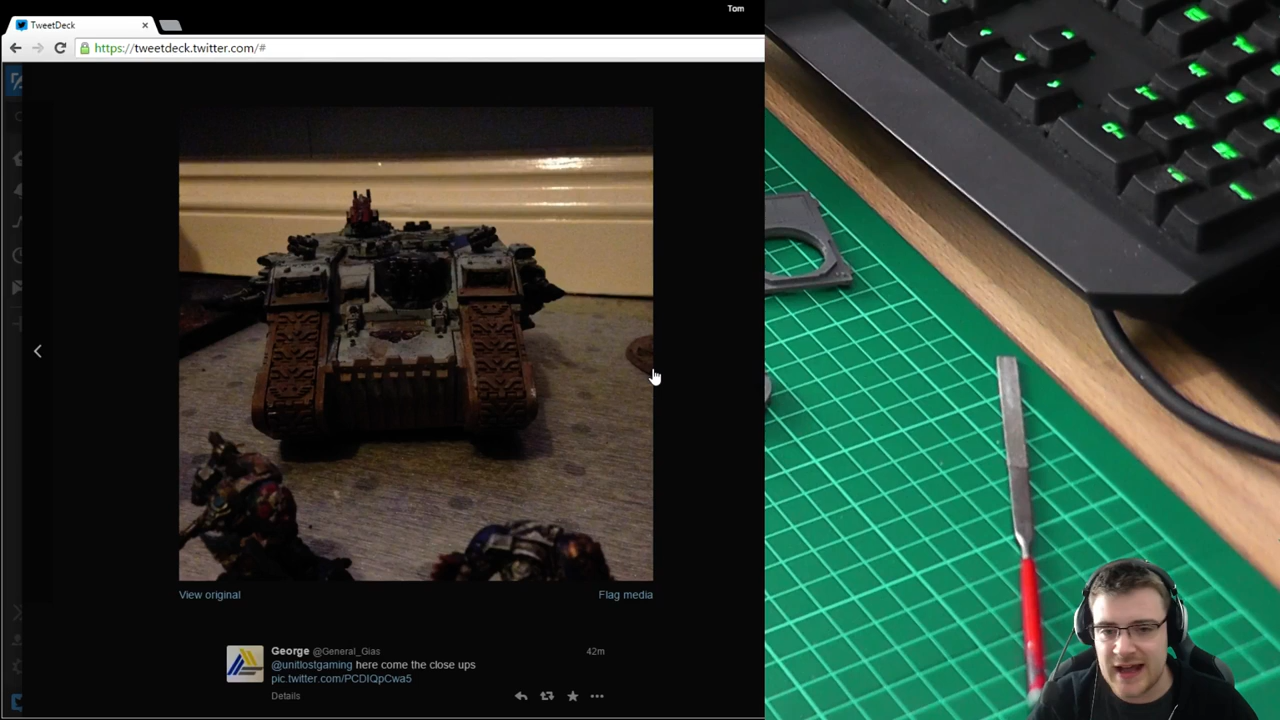 Tom
TweetDeck
https://tweetdeck.twitter.com/#
View original
Flag media
George @General_Gias
42m
@unitlostgaming here come the close ups
pic.twitter.com/PCDIQpCwa5
Details